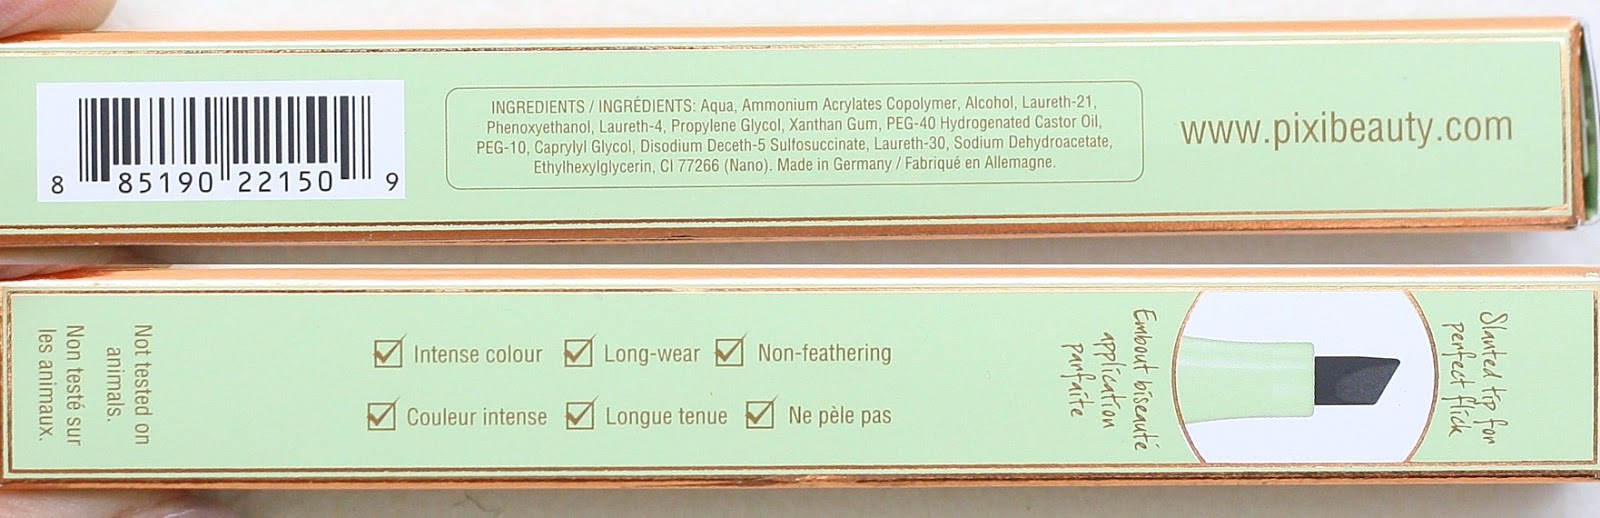 INGREDIENTS / INGRÉDIENTS: Aqua, Ammonium Acrylates Copolymer, Alcohol, Laureth-21,
Phenoxyethanol, Laureth-4, Propylene Glycol, Xanthan Gum, PEG-40 Hydrogenated Castor Oil,
PEG-10, Caprylyl Glycol, Disodium Deceth-5 Sulfosuccinate, Laureth-30, Sodium Dehydroacetate,
Ethylhexylglycerin, CI 77266 (Nano). Made in Germany / Fabriqué en Allemagne.
8 85190 22150 9
www.pixibeauty.com
Not tested on
animals.
Non testé sur
les animaux.
Intense colour Long-wear Non-feathering
Couleur intense Longue tenue Ne pèle pas
Embout biseauté
application
parfaite
Slanted tip for
perfect flick